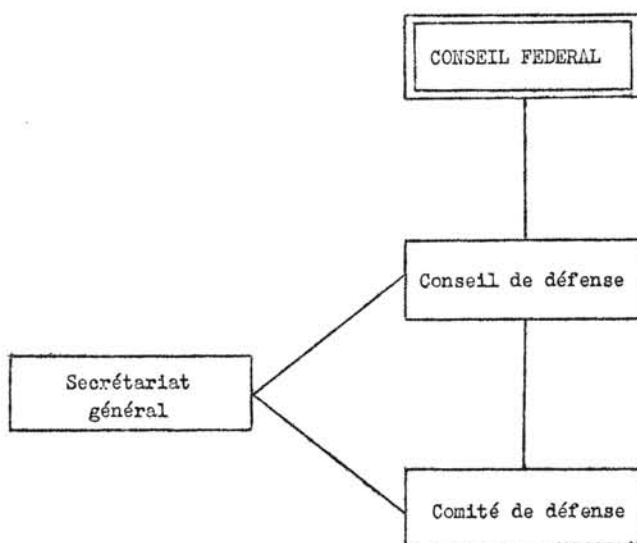 CONSEIL FEDERAL
Conseil de défense
Secrétariat
général
Comité de défense